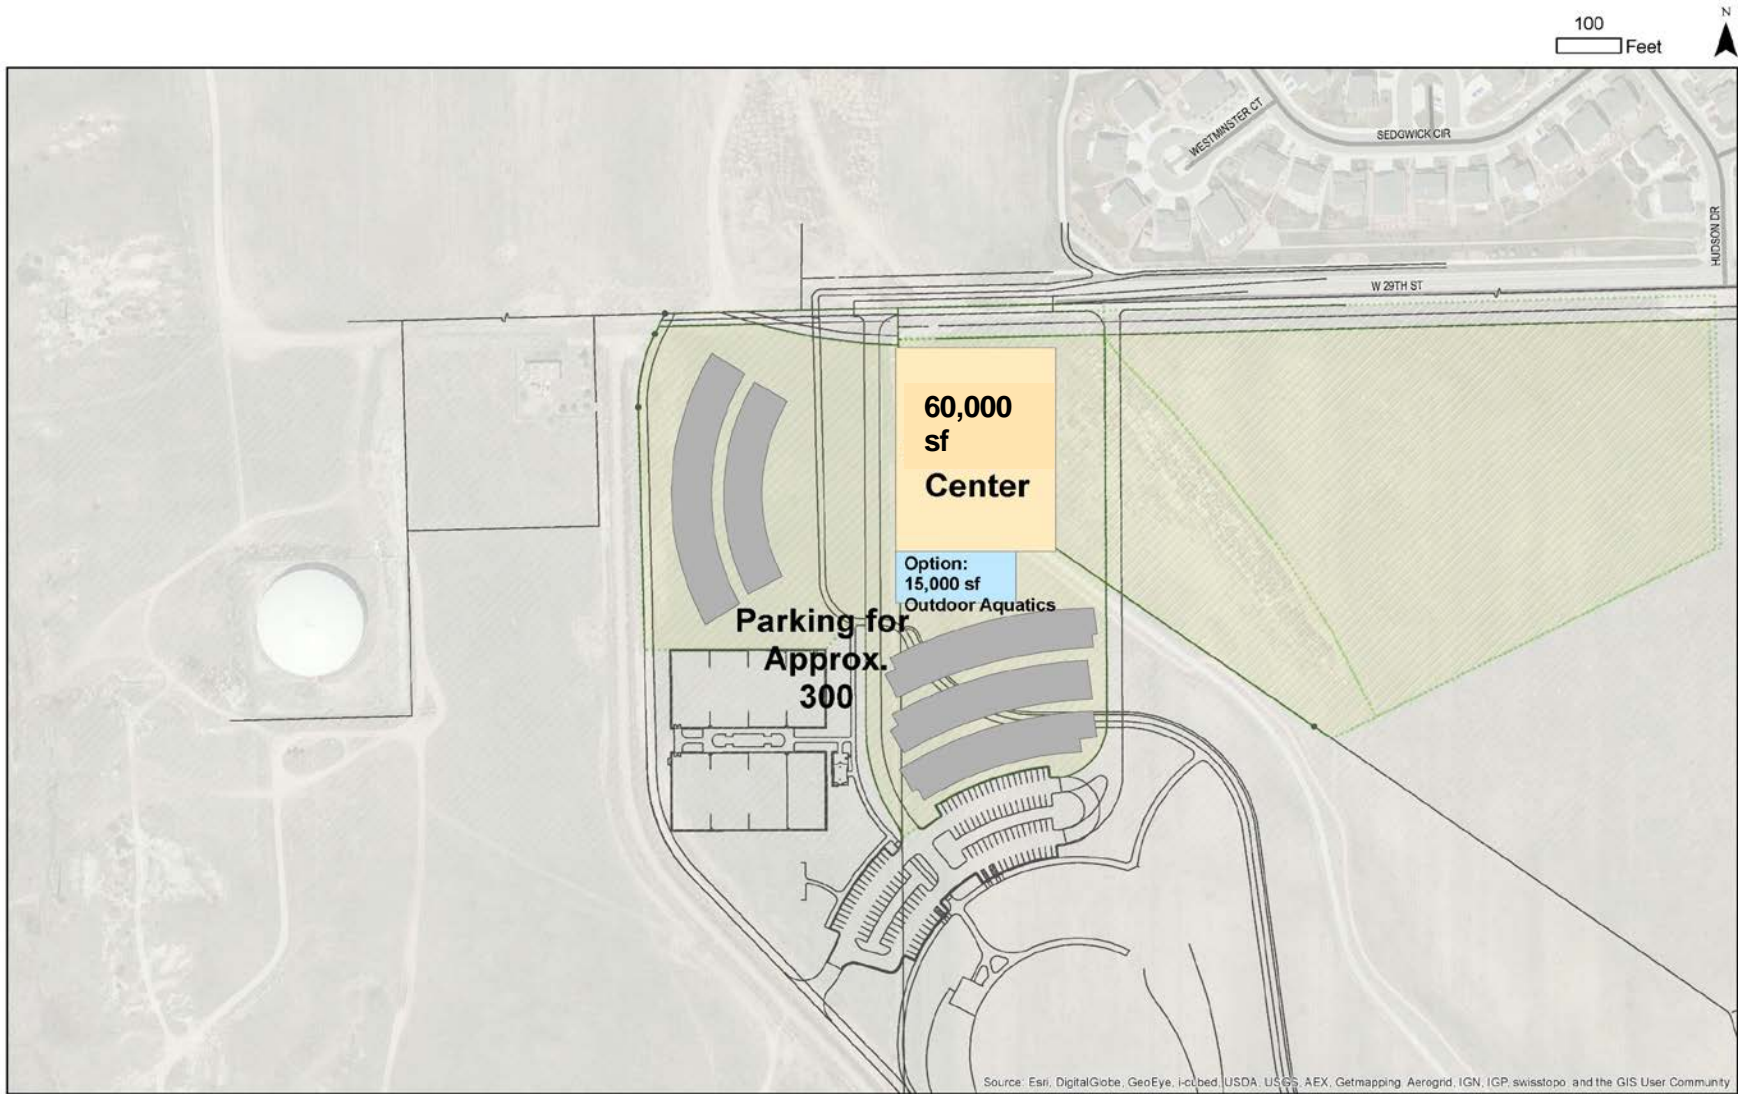 100
Feet
N
WESTMINSTER CT
SEDGWICK CIR
HUDSON DR
W 29TH ST
60,000
sf
Center
Option:
15,000 sf
Outdoor Aquatics
Parking for
Approx.
300
Source: Esri, DigitalGlobe, GeoEye, i-cubed, USDA, USGS, AEX, Getmapping, Aerogrid, IGN, IGP, swisstopo, and the GIS User Community